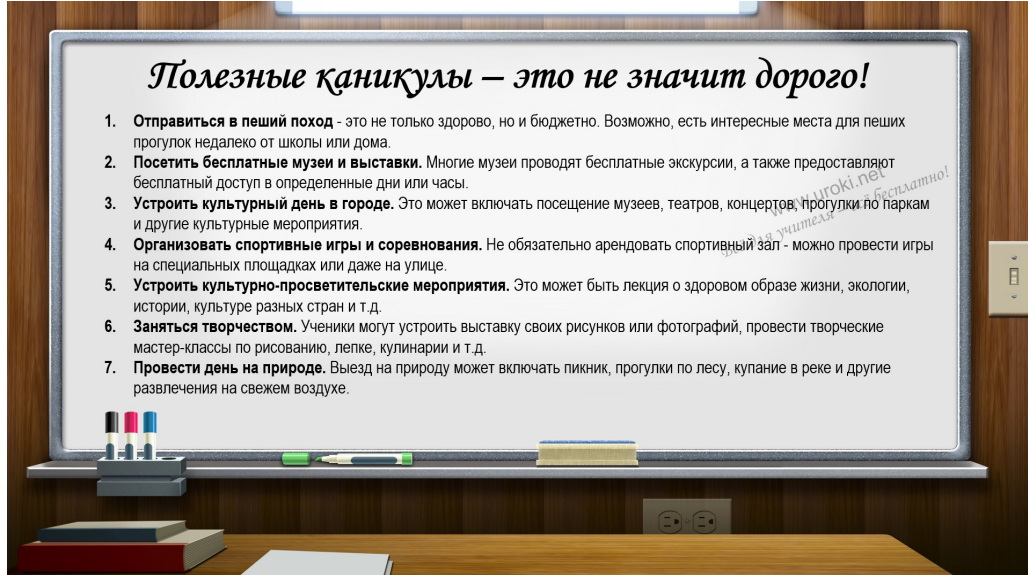 Полезные каникулы – это не значит дорого!
1. Отправиться в пеший поход - это не только здорово, но и бюджетно. Возможно, есть интересные места для пеших
прогулок недалеко от школы или дома.
2. Посетить бесплатные музеи и выставки. Многие музеи проводят бесплатные экскурсии, а также предоставляют
бесплатный доступ в определенные дни или часы.
3. Устроить культурный день в городе. Это может включать посещение музеев, театров, концертов, прогулки по паркам
и другие культурные мероприятия.
4. Организовать спортивные игры и соревнования. Не обязательно арендовать спортивный зал - можно провести игры
на специальных площадках или даже на улице.
5. Устроить культурно-просветительские мероприятия. Это может быть лекция о здоровом образе жизни, экологии,
истории, культуре разных стран и т.д.
6. Заняться творчеством. Ученики могут устроить выставку своих рисунков или фотографий, провести творческие
мастер-классы по рисованию, лепке, кулинарии и т.д.
7. Провести день на природе. Выезд на природу может включать пикник, прогулки по лесу, купание в реке и другие
развлечения на свежем воздухе.
www.uroki.net
для учителя бесплатно!